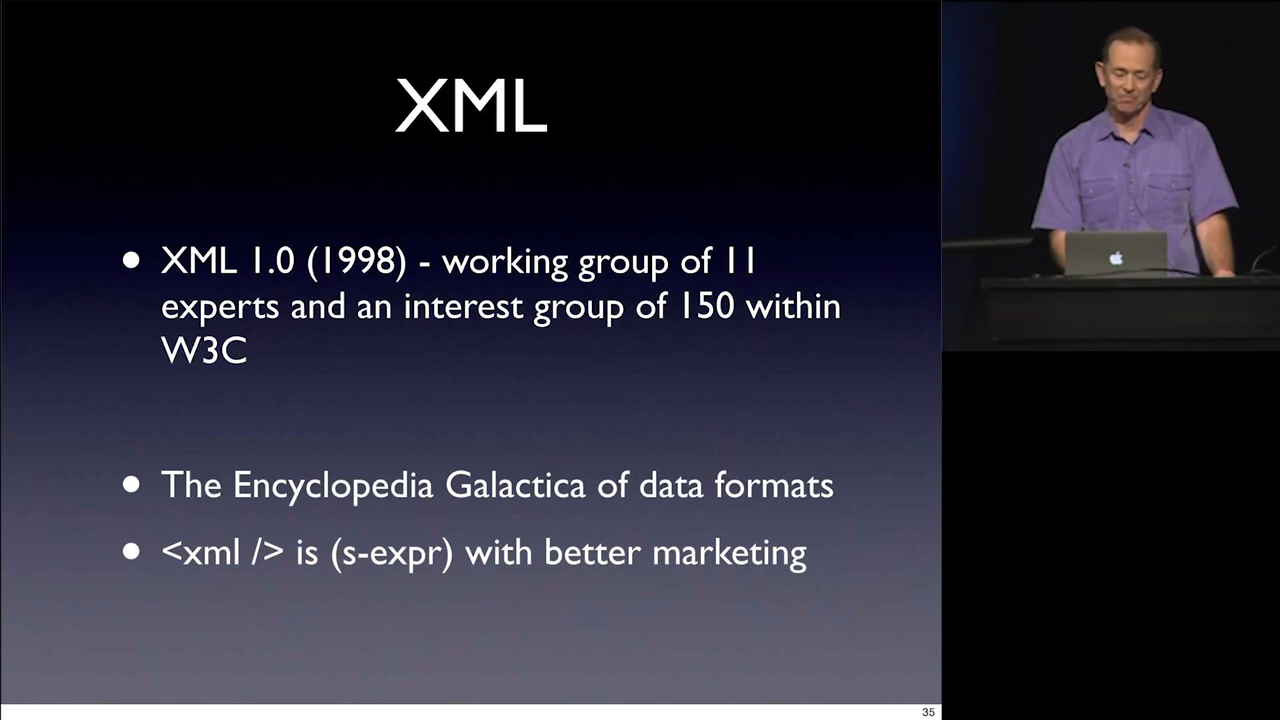 XML
• XML 1.0 (1998) - working group of 11
experts and an interest group of 150 within
W3C
• The Encyclopedia Galactica of data formats
• <xml /> is (s-expr) with better marketing
35